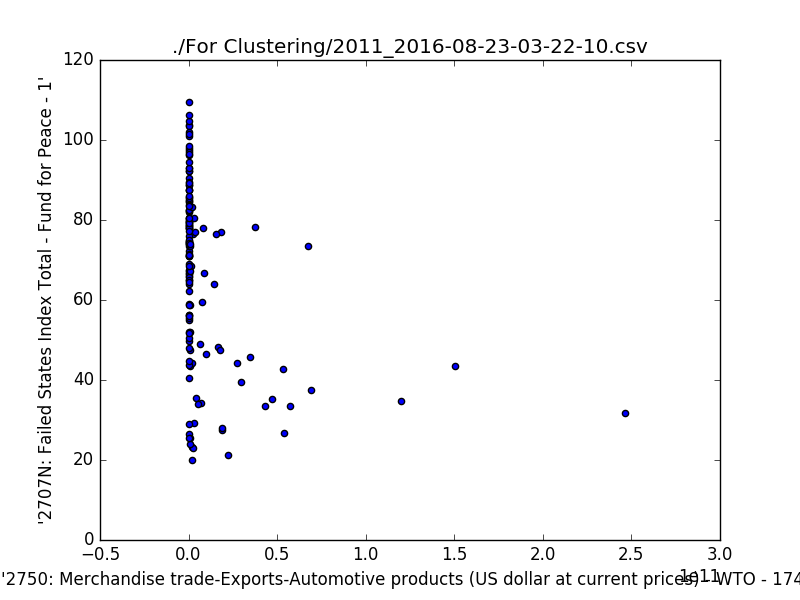 ./For Clustering/2011_2016-08-23-03-22-10.csv
120
100
80
60
40
20
0
'2707N: Failed States Index Total - Fund for Peace - 1'
−0.5 0.0 0.5 1.0 1.5 2.0 2.5 3.0
1e11
'2750: Merchandise trade-Exports-Automotive products (US dollar at current prices) - WTO - 174